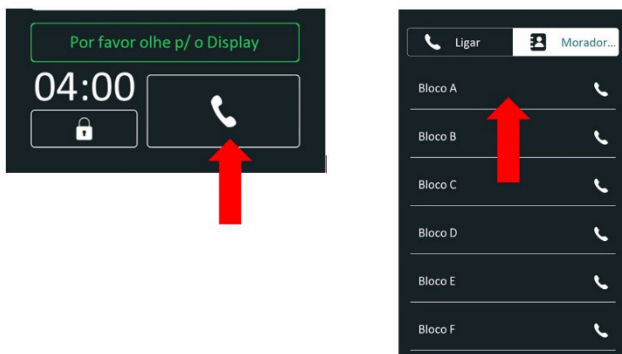 Por favor olhe p/ o Display
04:00
Ligar
Morador...
Bloco A
Bloco B
Bloco C
Bloco D
Bloco E
Bloco F